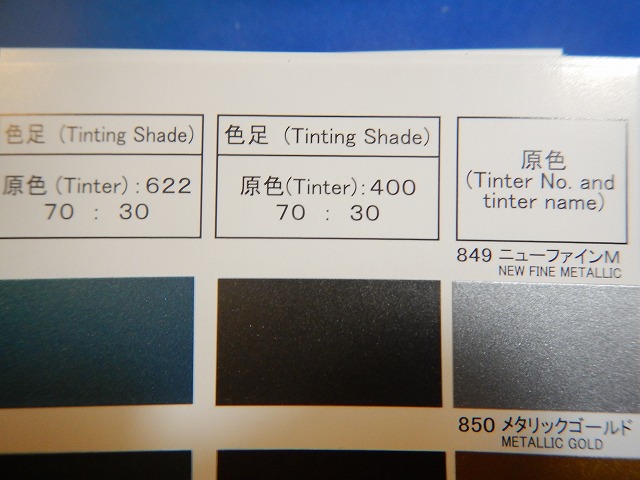 色足 (Tinting Shade)
原色 (Tinter) : 622
70 : 30
色足 (Tinting Shade)
原色(Tinter): 400
70 : 30
原色
(Tinter No. and
tinter name)
849 ニューファインM
NEW FINE METALLIC
850 メタリックゴールド
METALLIC GOLD